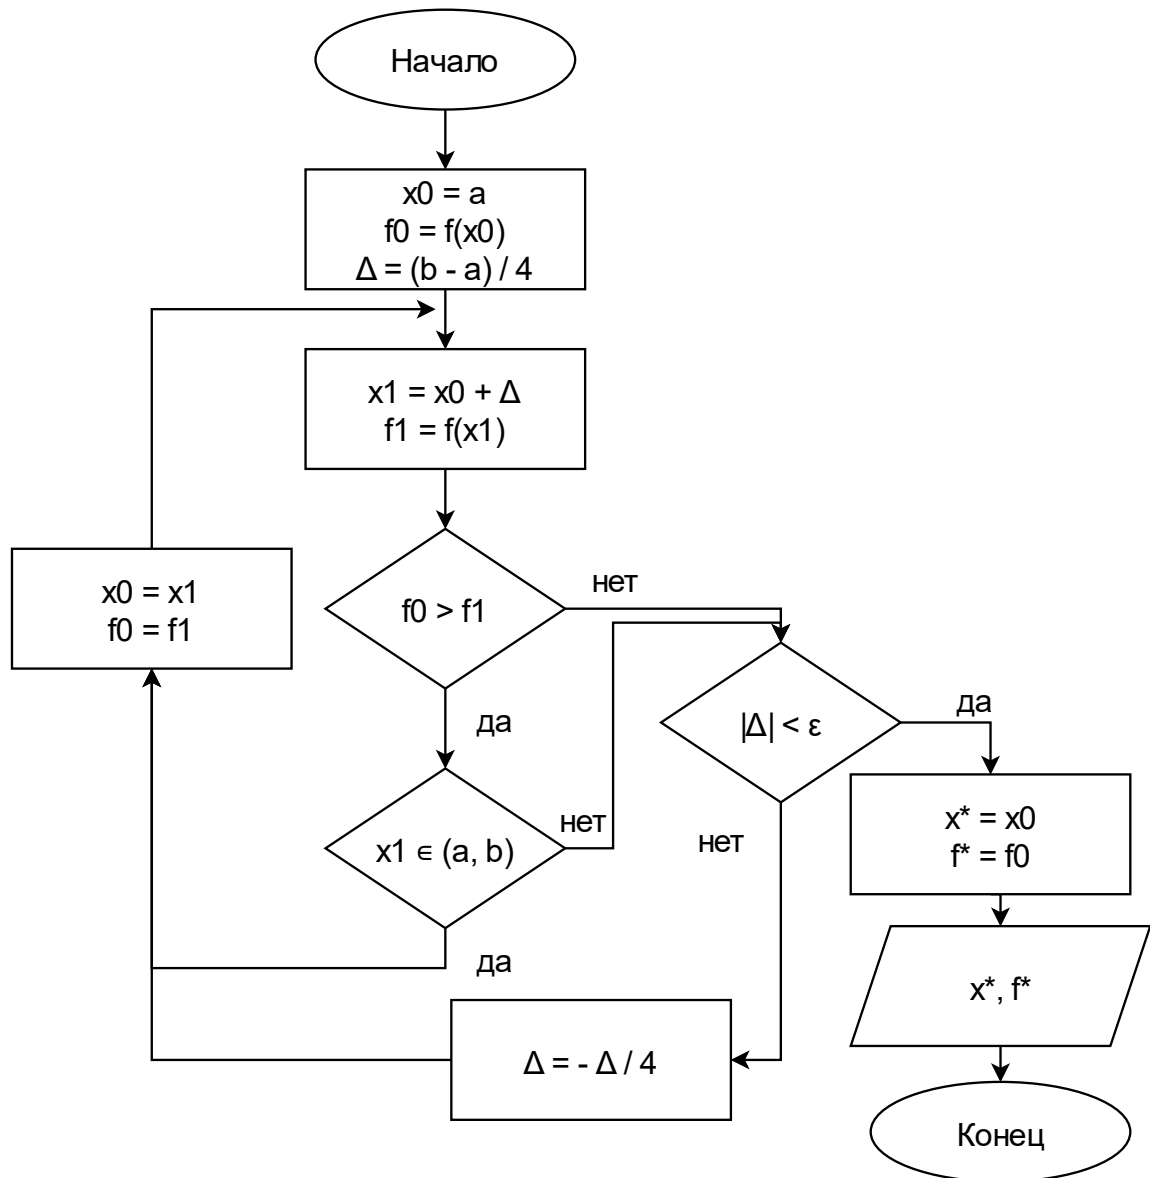 Начало
x0 = a
f0 = f(x0)
Δ = (b - a) / 4
x1 = x0 + Δ
f1 = f(x1)
x0 = x1
f0 = f1
f0 > f1
нет
да
|Δ| < ε
да
x1 ∈ (a, b)
нет
нет
x* = x0
f* = f0
да
x*, f*
Δ = - Δ / 4
Конец